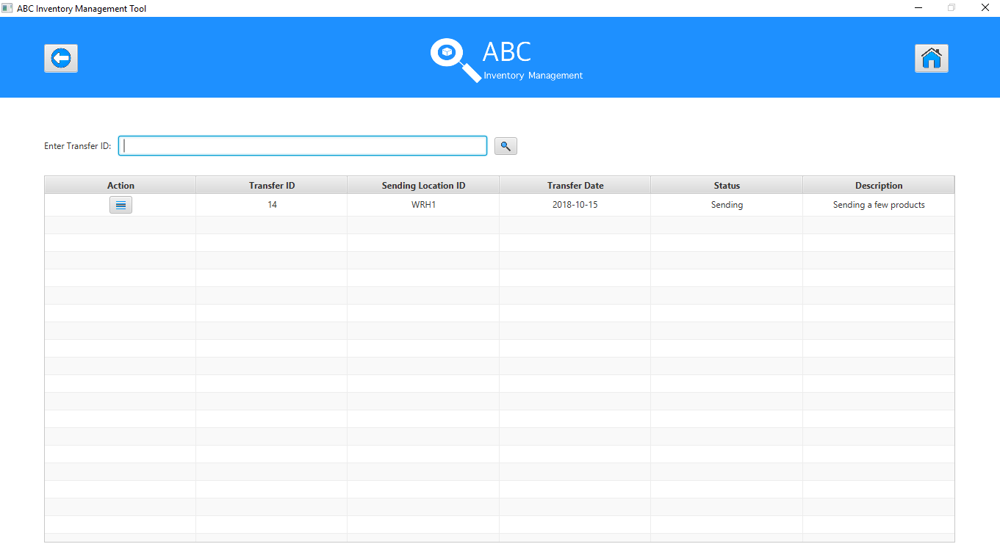 ABC Inventory Management Tool
ABC
Inventory Management
Enter Transfer ID:
Action Transfer ID Sending Location ID Transfer Date Status Description
14 WRH1 2018-10-15 Sending Sending a few products